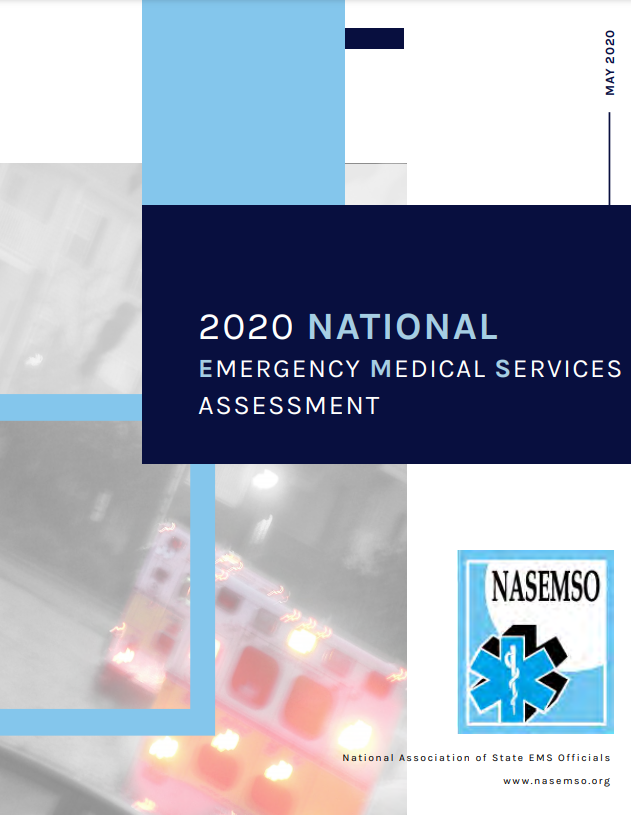 MAY 2020
2020 NATIONAL
EMERGENCY MEDICAL SERVICES
ASSESSMENT
NASEMSO
National Association of State EMS Officials
www.nasemso.org